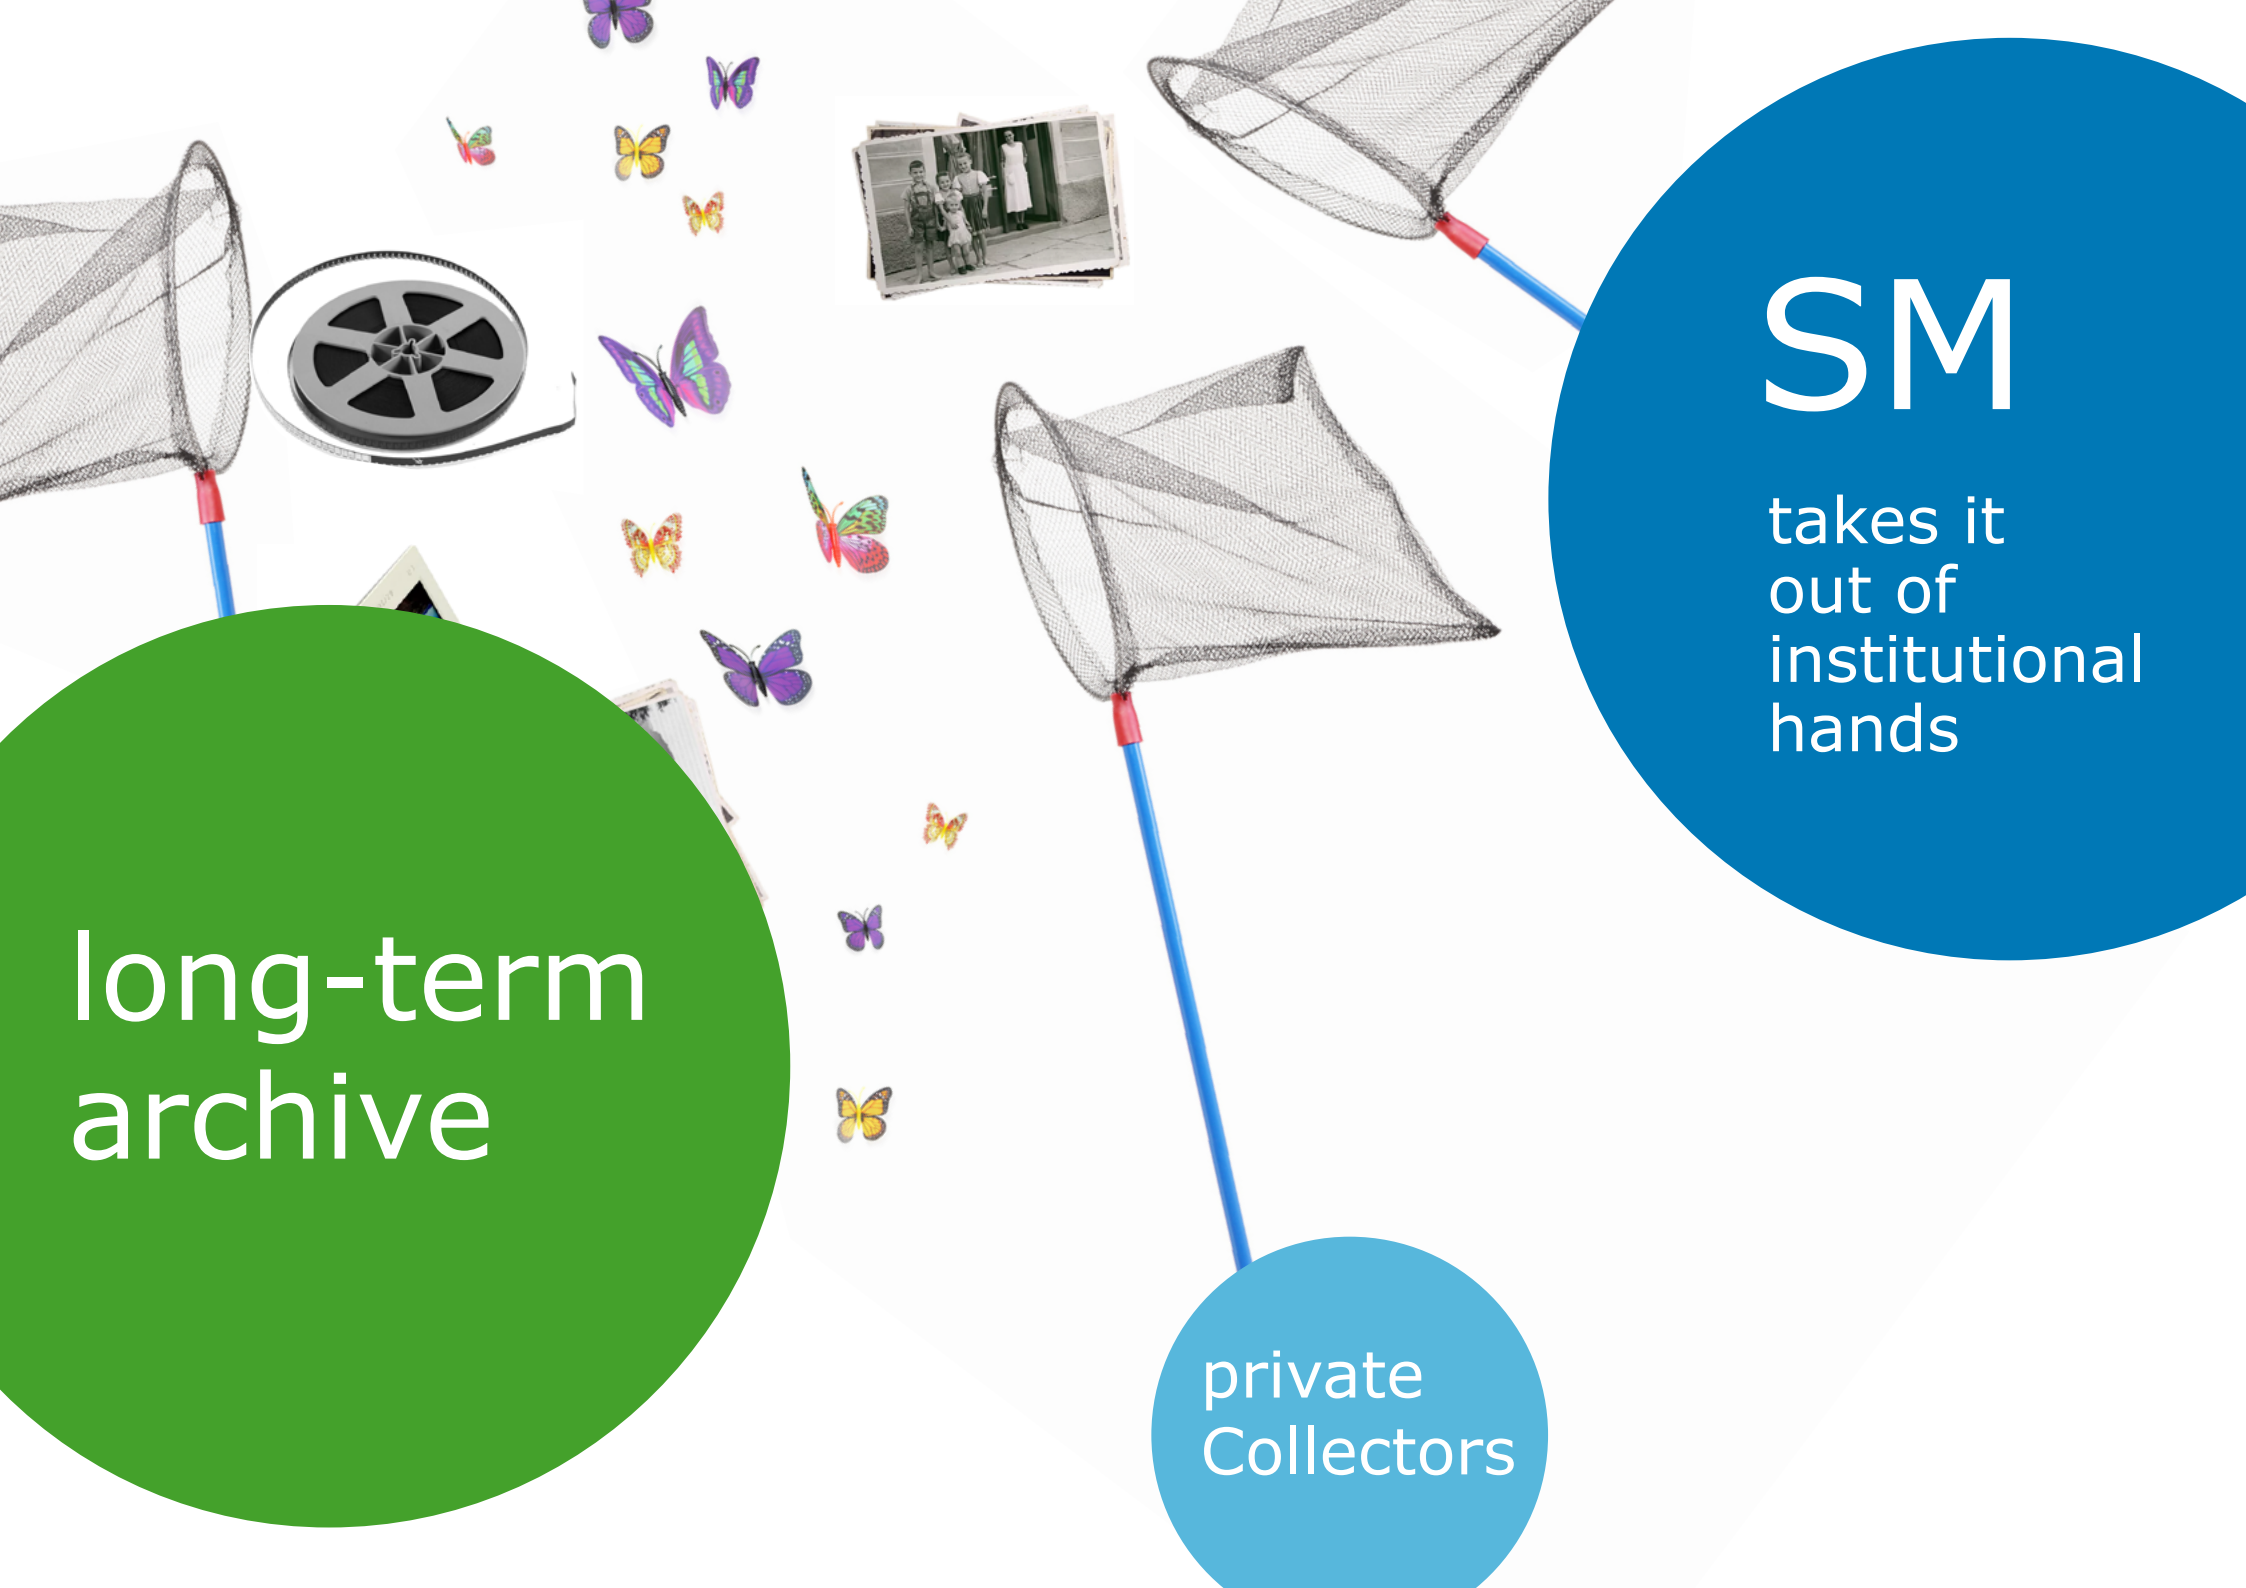 SM
takes it
out of
institutional
hands
long-term
archive
private
Collectors